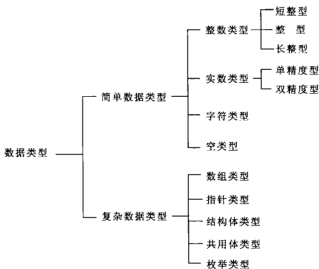 短整型
整数类型
整 型
长整型
单精度型
实数类型
简单数据类型
双精度型
字符类型
空类型
数据类型
数组类型
指针类型
复杂数据类型
结构体类型
共用体类型
枚举类型